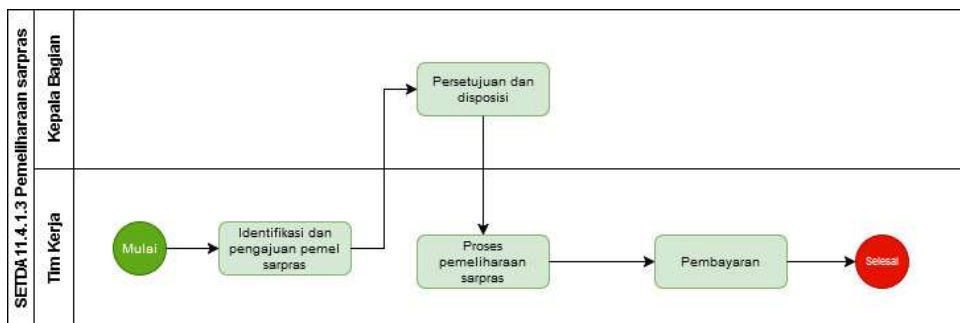 SETDA 11.4.1.3 Pemeliharaan sarpras
Kepala Bagian
Persetujuan dan
disposisi
Tim Kerja
Mulai
Identifikasi dan
pengajuan pemel
sarpras
Proses
pemeliharaan
sarpras
Pembayaran
Selesai